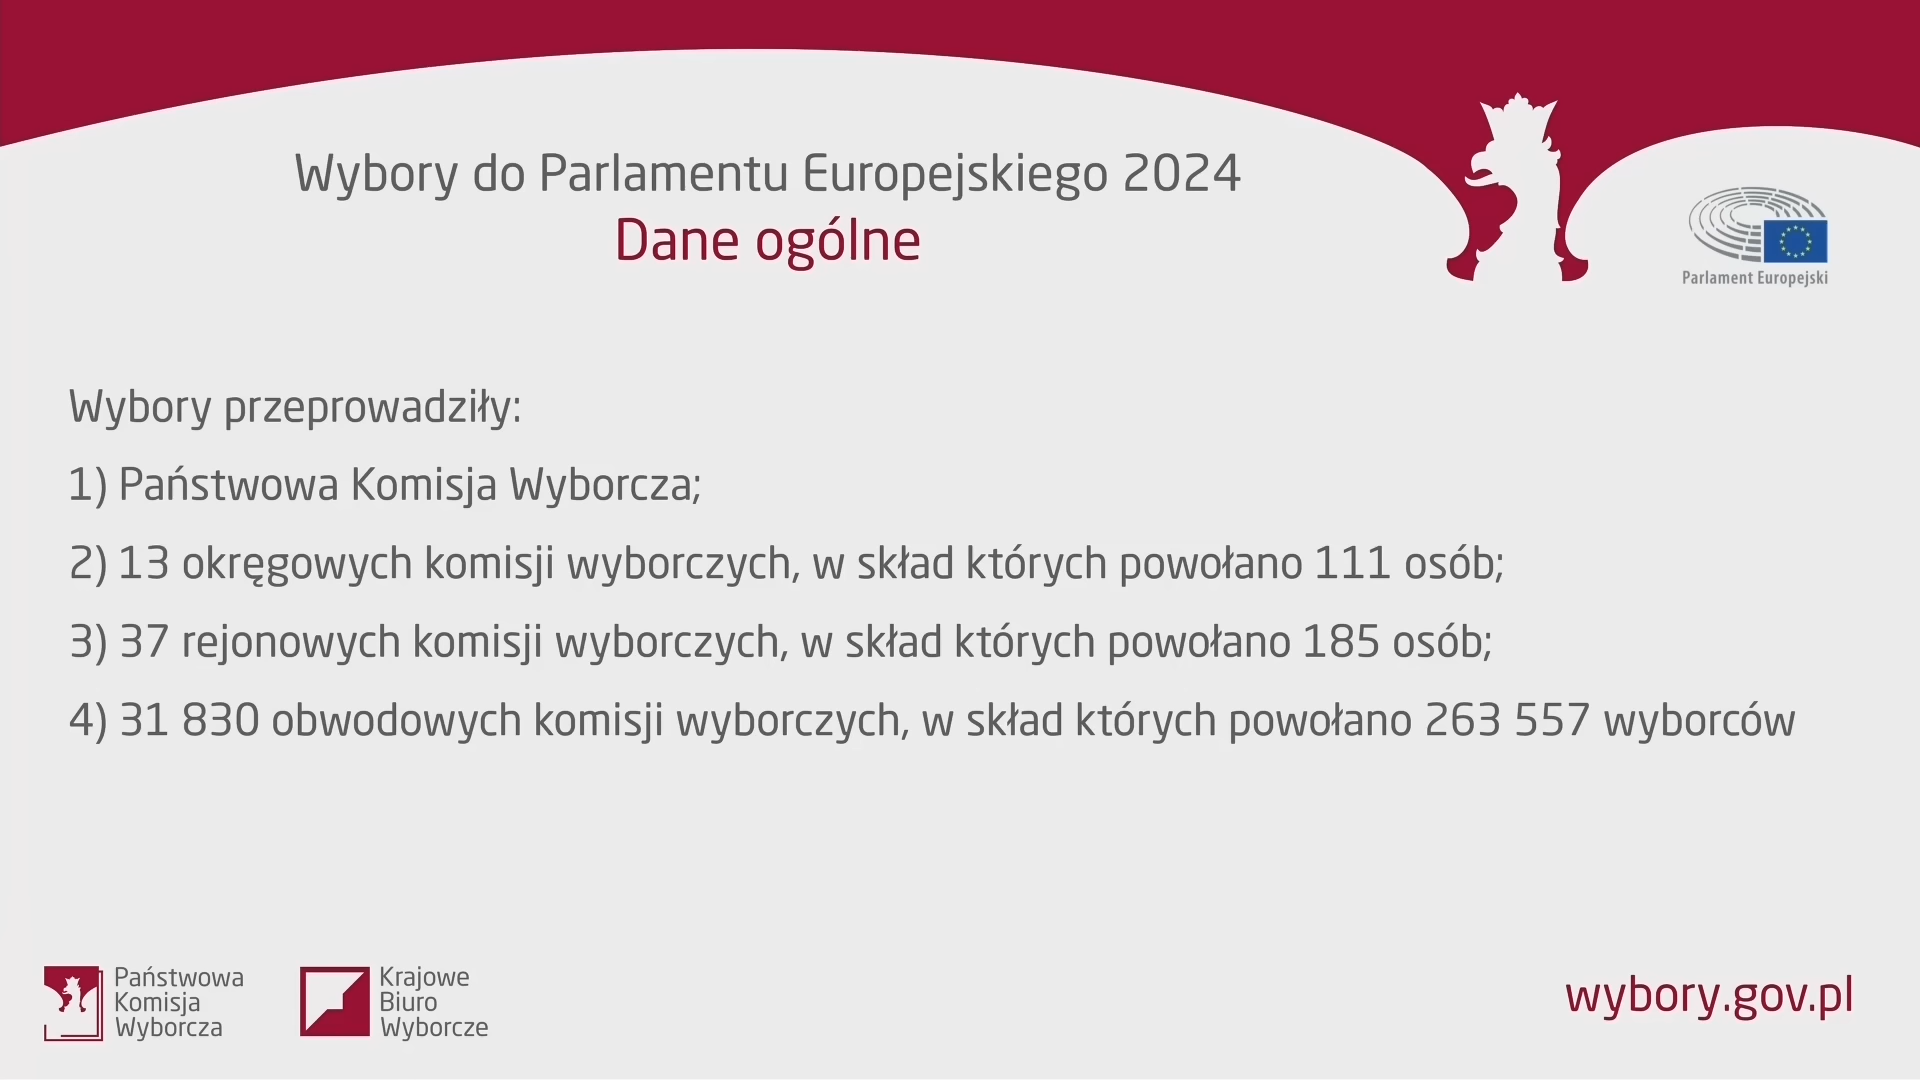 Wybory do Parlamentu Europejskiego 2024
Dane ogólne
Parlament Europejski
Wybory przeprowadziły:
1) Państwowa Komisja Wyborcza;
2) 13 okręgowych komisji wyborczych, w skład których powołano 111 osób;
3) 37 rejonowych komisji wyborczych, w skład których powołano 185 osób;
4) 31 830 obwodowych komisji wyborczych, w skład których powołano 263 557 wyborców
Państwowa
Komisja
Wyborcza
Krajowe
Biuro
Wyborcze
wybory.gov.pl